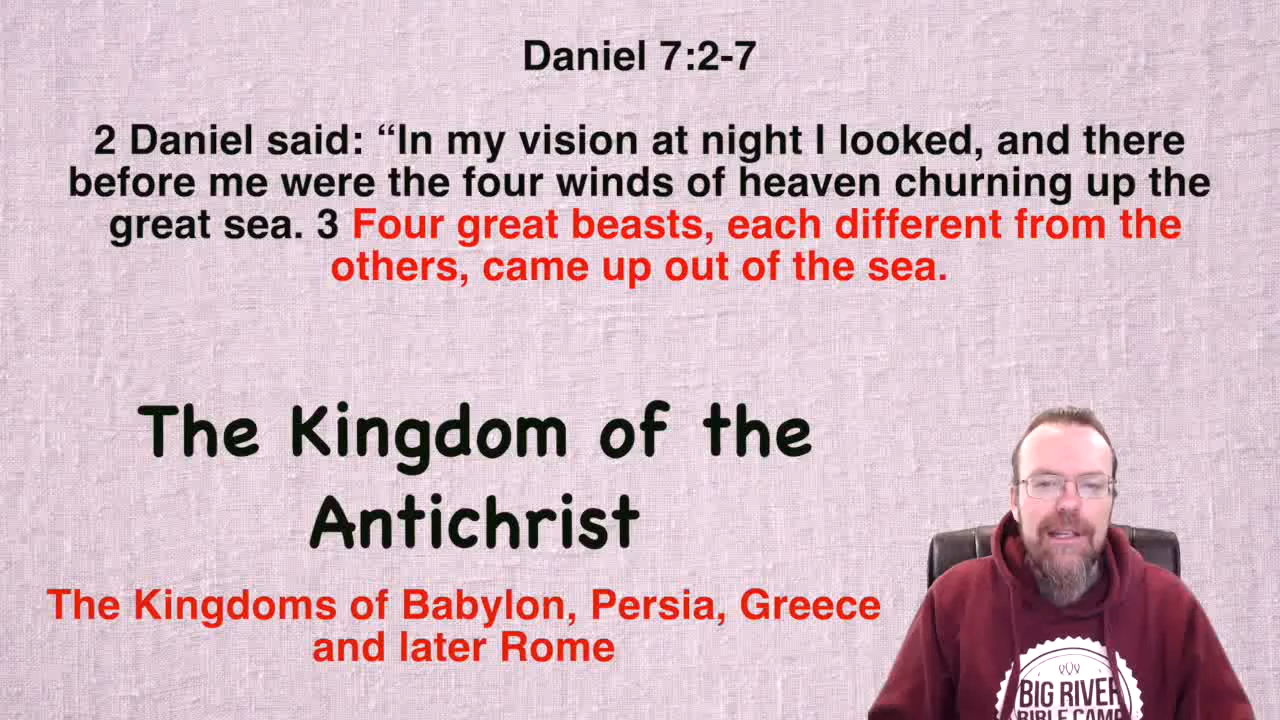 Daniel 7:2-7
2 Daniel said: “In my vision at night I looked, and there
before me were the four winds of heaven churning up the
great sea. 3 Four great beasts, each different from the
others, came up out of the sea.
The Kingdom of the
Antichrist
The Kingdoms of Babylon, Persia, Greece
and later Rome
BIG RIVER
BIBLE CAMP